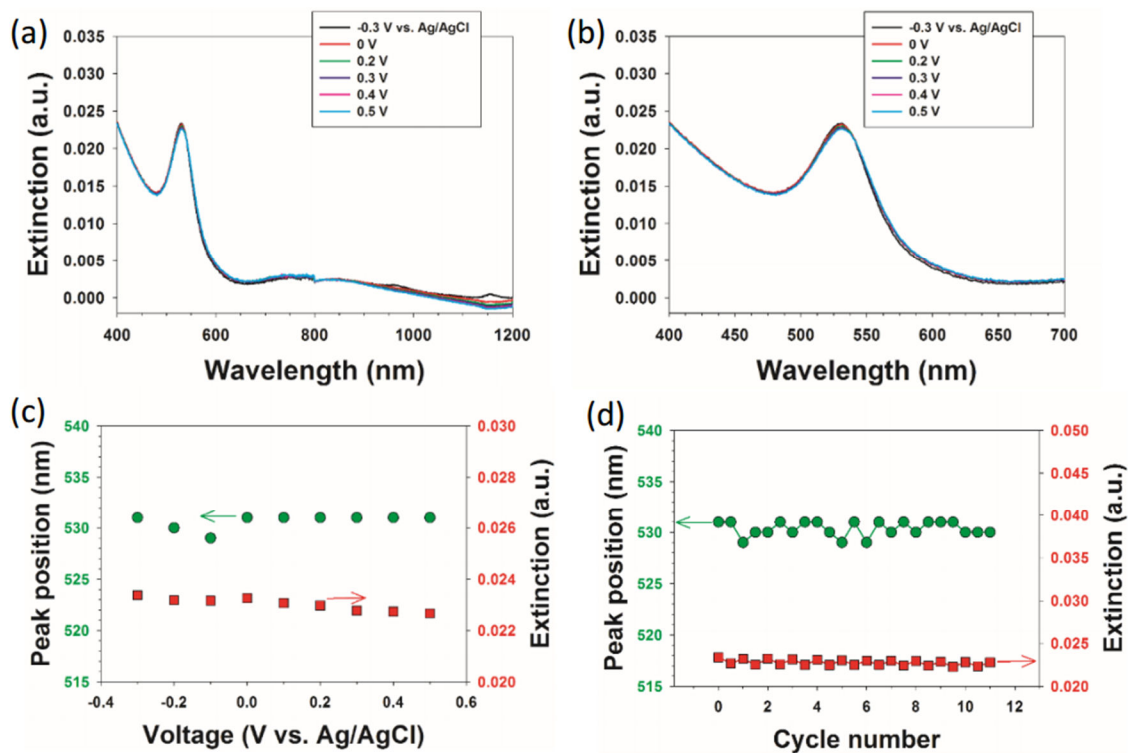 (a)
0.035
0.030
0.025
0.020
0.015
0.010
0.005
0.000
Extinction (a.u.)
-0.3 V vs. Ag/AgCl
0 V
0.2 V
0.3 V
0.4 V
0.5 V
400 600 800 1000 1200
Wavelength (nm)
(b)
0.035
0.030
0.025
0.020
0.015
0.010
0.005
0.000
Extinction (a.u.)
-0.3 V vs. Ag/AgCl
0 V
0.2 V
0.3 V
0.4 V
0.5 V
400 450 500 550 600 650 700
Wavelength (nm)
(c)
540
535
530
525
520
515
Peak position (nm)
0.030
0.028
0.026
0.024
0.022
0.020
Extinction (a.u.)
-0.4 -0.2 0.0 0.2 0.4 0.6
Voltage (V vs. Ag/AgCl)
(d)
540
535
530
525
520
515
Peak position (nm)
0.050
0.045
0.040
0.035
0.030
0.025
0.020
Extinction (a.u.)
0 2 4 6 8 10 12
Cycle number